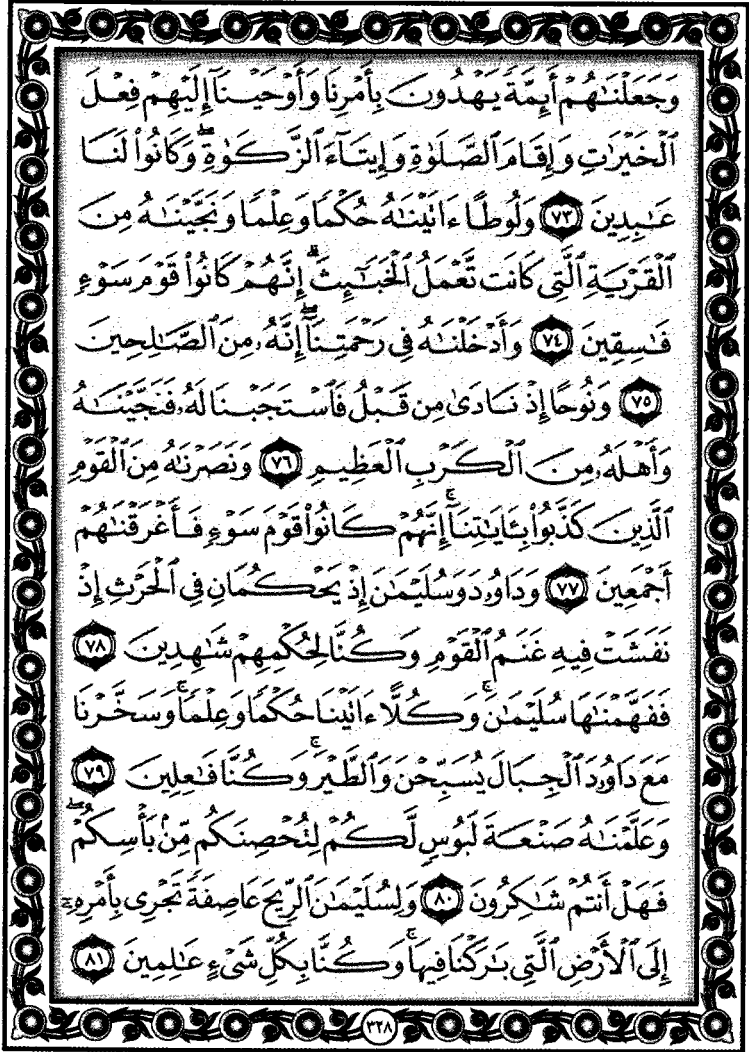 وَجَعَلْنَٰهُمْ أَئِمَّةً يَهْدُونَ بِأَمْرِنَا وَأَوْحَيْنَآ إِلَيْهِمْ فِعْلَ
ٱلْخَيْرَٰتِ وَإِقَامَ ٱلصَّلَوٰةِ وَإِيتَآءَ ٱلزَّكَوٰةِ ۖ وَكَانُوا۟ لَنَا
عَٰبِدِينَ ٧٣ وَلُوطًا ءَاتَيْنَٰهُ حُكْمًا وَعِلْمًا وَنَجَّيْنَٰهُ مِنَ
ٱلْقَرْيَةِ ٱلَّتِى كَانَت تَّعْمَلُ ٱلْخَبَٰٓئِثَ ۗ إِنَّهُمْ كَانُوا۟ قَوْمَ سَوْءٍ
فَٰسِقِينَ ٧٤ وَأَدْخَلْنَٰهُ فِى رَحْمَتِنَآ ۖ إِنَّهُۥ مِنَ ٱلصَّٰلِحِينَ
٧٥ وَنُوحًا إِذْ نَادَىٰ مِن قَبْلُ فَٱسْتَجَبْنَا لَهُۥ فَنَجَّيْنَٰهُ
وَأَهْلَهُۥ مِنَ ٱلْكَرْبِ ٱلْعَظِيمِ ٧٦ وَنَصَرْنَٰهُ مِنَ ٱلْقَوْمِ
ٱلَّذِينَ كَذَّبُوا۟ بِـَٔايَٰتِنَآ ۚ إِنَّهُمْ كَانُوا۟ قَوْمَ سَوْءٍ فَأَغْرَقْنَٰهُمْ
أَجْمَعِينَ ٧٧ وَدَاوُۥدَ وَسُلَيْمَٰنَ إِذْ يَحْكُمَانِ فِى ٱلْحَرْثِ إِذْ
نَفَشَتْ فِيهِ غَنَمُ ٱلْقَوْمِ وَكُنَّا لِحُكْمِهِمْ شَٰهِدِينَ ٧٨
فَفَهَّمْنَٰهَا سُلَيْمَٰنَ ۚ وَكُلًّا ءَاتَيْنَا حُكْمًا وَعِلْمًا ۚ وَسَخَّرْنَا
مَعَ دَاوُۥدَ ٱلْجِبَالَ يُسَبِّحْنَ وَٱلطَّيْرَ ۚ وَكُنَّا فَٰعِلِينَ ٧٩
وَعَلَّمْنَٰهُ صَنْعَةَ لَبُوسٍ لَّكُمْ لِتُحْصِنَكُم مِّنۢ بَأْسِكُمْ ۖ
فَهَلْ أَنتُمْ شَٰكِرُونَ ٨٠ وَلِسُلَيْمَٰنَ ٱلرِّيحَ عَاصِفَةً تَجْرِى بِأَمْرِهِۦٓ
إِلَى ٱلْأَرْضِ ٱلَّتِى بَٰرَكْنَا فِيهَا ۚ وَكُنَّا بِكُلِّ شَىْءٍ عَٰلِمِينَ ٨١
٣٢٨